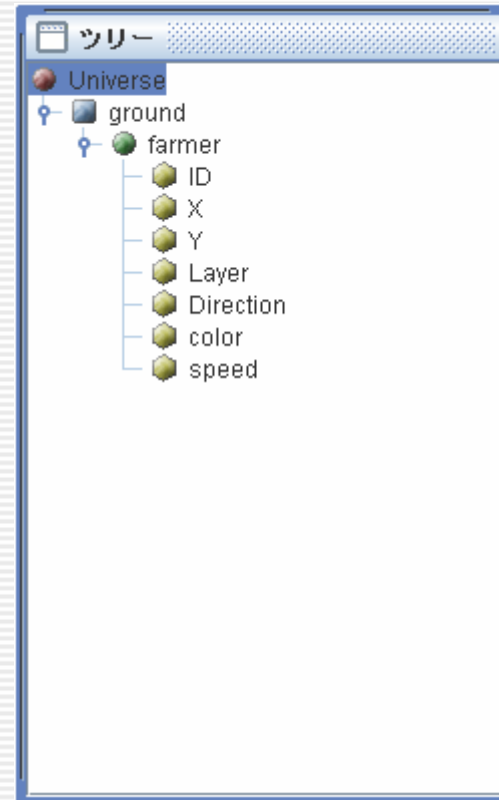 ツリー
Universe
ground
farmer
ID
X
Y
Layer
Direction
color
speed